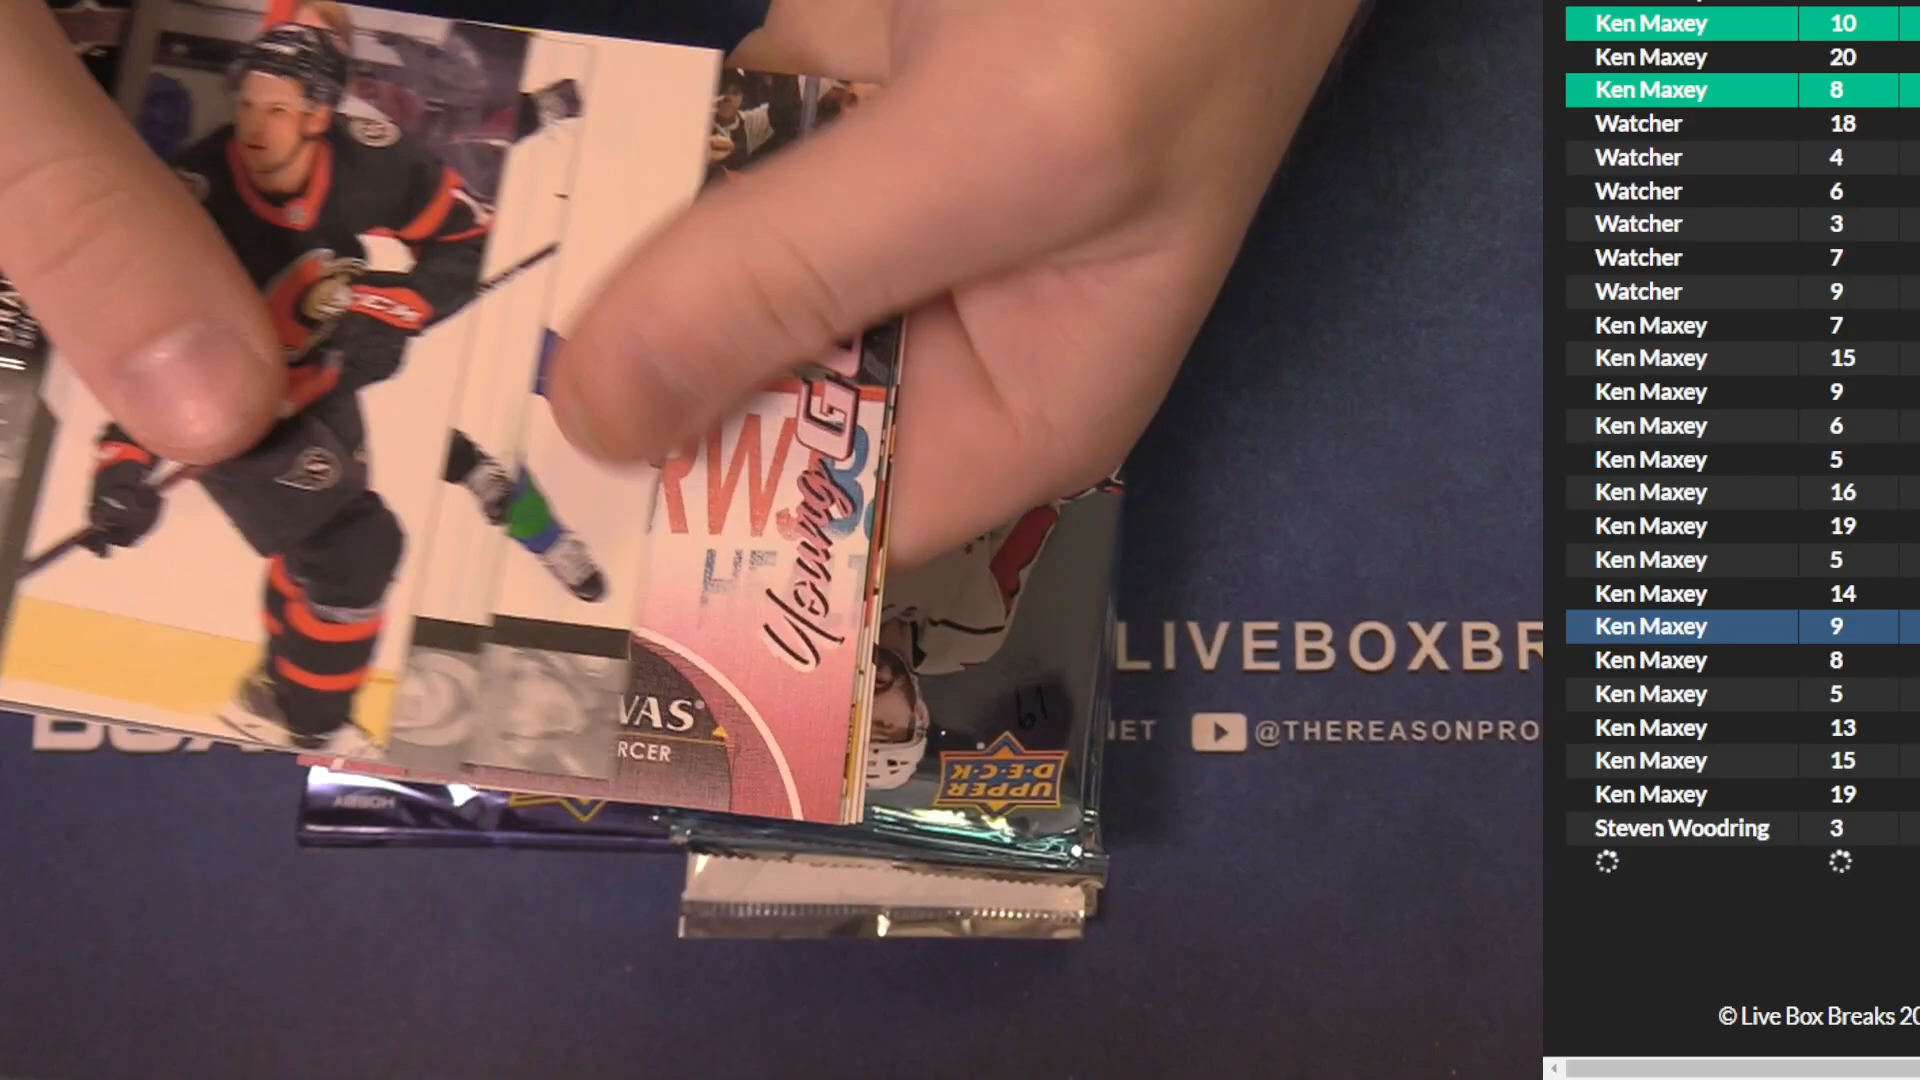 Ken Maxey 10
Ken Maxey 20
Ken Maxey 8
Watcher 18
Watcher 4
Watcher 6
Watcher 3
Watcher 7
Watcher 9
Ken Maxey 7
Ken Maxey 15
Ken Maxey 9
Ken Maxey 6
Ken Maxey 5
Ken Maxey 16
Ken Maxey 19
Ken Maxey 5
Ken Maxey 14
Ken Maxey 9
Ken Maxey 8
Ken Maxey 5
Ken Maxey 13
Ken Maxey 15
Ken Maxey 19
Steven Woodring 3
© Live Box Breaks 20
Young G
VAS
RCER
61
UPPER
D·E·C·K
LIVEBOXBR
@THEREASONPRO